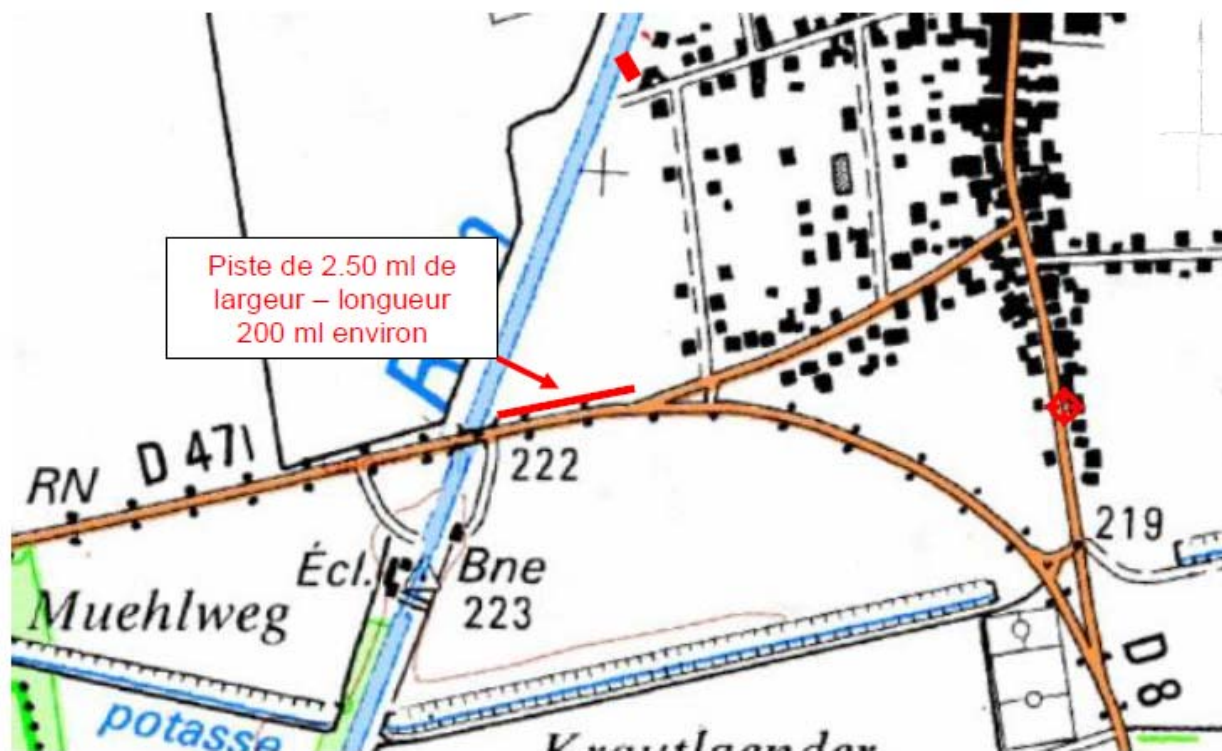 Piste de 2.50 ml de
largeur – longueur
200 ml environ
RN D 471
222
219
Écl. Bne
223
Muehlweg
D 8
potasse
Krautlaender